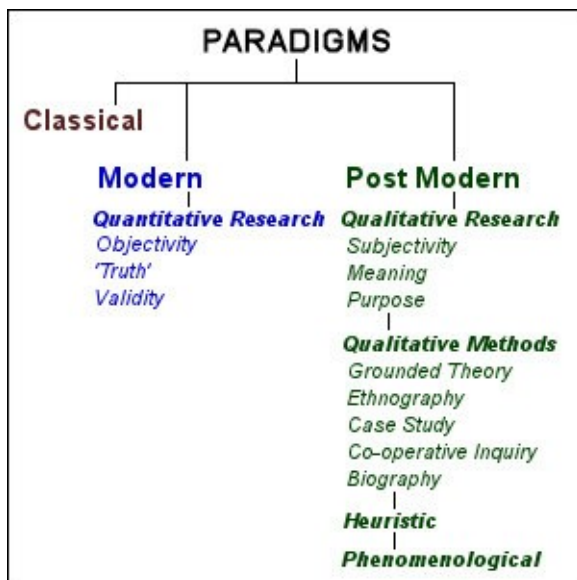 PARADIGMS
Classical
Modern
Quantitative Research
Objectivity
'Truth'
Validity
Post Modern
Qualitative Research
Subjectivity
Meaning
Purpose
Qualitative Methods
Grounded Theory
Ethnography
Case Study
Co-operative Inquiry
Biography
Heuristic
Phenomenological